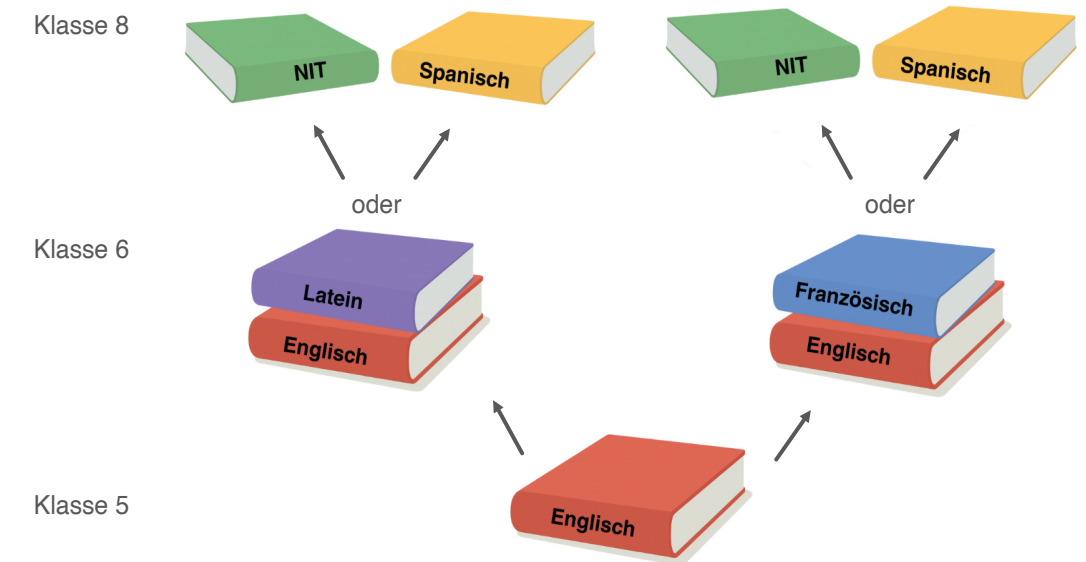 Klasse 8
NIT
Spanisch
NIT
Spanisch
oder
oder
Klasse 6
Latein
Englisch
Französisch
Englisch
Klasse 5
Englisch